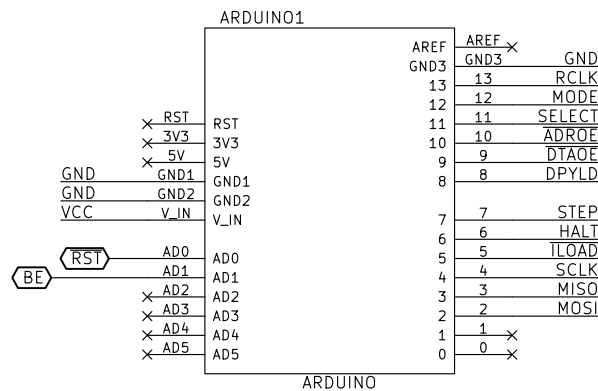 ARDUINO1
AREF AREF
GND3 GND3 GND
13 13 RCLK
12 12 MODE
RST RST 11 11 SELECT
3V3 3V3 10 10 ADROE
5V 5V 9 9 DTAOE
GND GND1 GND1 8 8 DPYLD
GND GND2 GND2
VCC V_IN V_IN 7 7 STEP
6 6 HALT
RST AD0 AD0 5 5 ILOAD
BE AD1 AD1 4 4 SCLK
AD2 AD2 3 3 MISO
AD3 AD3 2 2 MOSI
AD4 AD4 1 1
AD5 AD5 0 0
ARDUINO